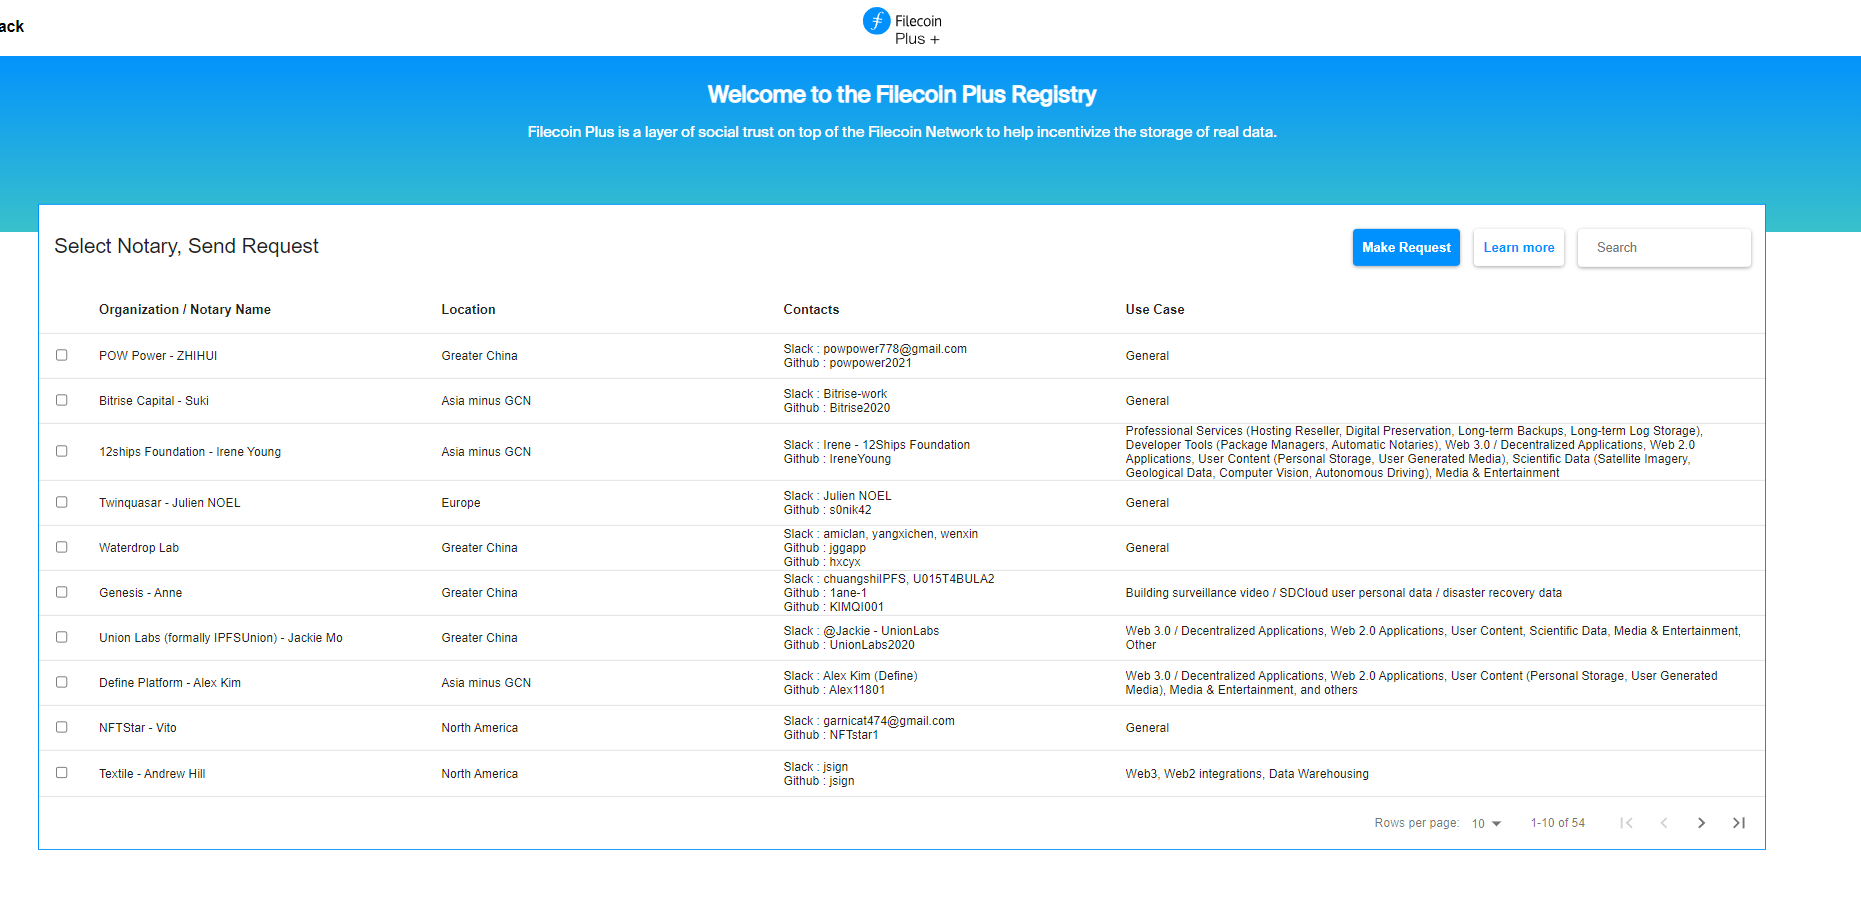 ack
Filecoin
Plus +
Welcome to the Filecoin Plus Registry
Filecoin Plus is a layer of social trust on top of the Filecoin Network to help incentivize the storage of real data.
Select Notary, Send Request
Make Request
Learn more
Search
Organization / Notary Name
Location
Contacts
Use Case
POW Power - ZHIHUI
Greater China
Slack : powpower778@gmail.com
Github : powpower2021
General
Bitrise Capital - Suki
Asia minus GCN
Slack : Bitrise-work
Github : Bitrise2020
General
12ships Foundation - Irene Young
Asia minus GCN
Slack : Irene - 12Ships Foundation
Github : IreneYoung
Professional Services (Hosting Reseller, Digital Preservation, Long-term Backups, Long-term Log Storage),
Developer Tools (Package Managers, Automatic Notaries), Web 3.0 / Decentralized Applications, Web 2.0
Applications, User Content (Personal Storage, User Generated Media), Scientific Data (Satellite Imagery,
Geological Data, Computer Vision, Autonomous Driving), Media & Entertainment
Twinquasar - Julien NOEL
Europe
Slack : Julien NOEL
Github : s0nik42
General
Waterdrop Lab
Greater China
Slack : amiclan, yangxichen, wenxin
Github : jggapp
Github : hxcyx
General
Genesis - Anne
Greater China
Slack : chuangshiIPFS, U015T4BULA2
Github : 1ane-1
Github : KIMQI001
Building surveillance video / SDCloud user personal data / disaster recovery data
Union Labs (formally IPFSUnion) - Jackie Mo
Greater China
Slack : @Jackie - UnionLabs
Github : UnionLabs2020
Web 3.0 / Decentralized Applications, Web 2.0 Applications, User Content, Scientific Data, Media & Entertainment,
Other
Define Platform - Alex Kim
Asia minus GCN
Slack : Alex Kim (Define)
Github : Alex11801
Web 3.0 / Decentralized Applications, Web 2.0 Applications, User Content (Personal Storage, User Generated
Media), Media & Entertainment, and others
NFTStar - Vito
North America
Slack : garnicat474@gmail.com
Github : NFTstar1
General
Textile - Andrew Hill
North America
Slack : jsign
Github : jsign
Web3, Web2 integrations, Data Warehousing
Rows per page: 10
1-10 of 54